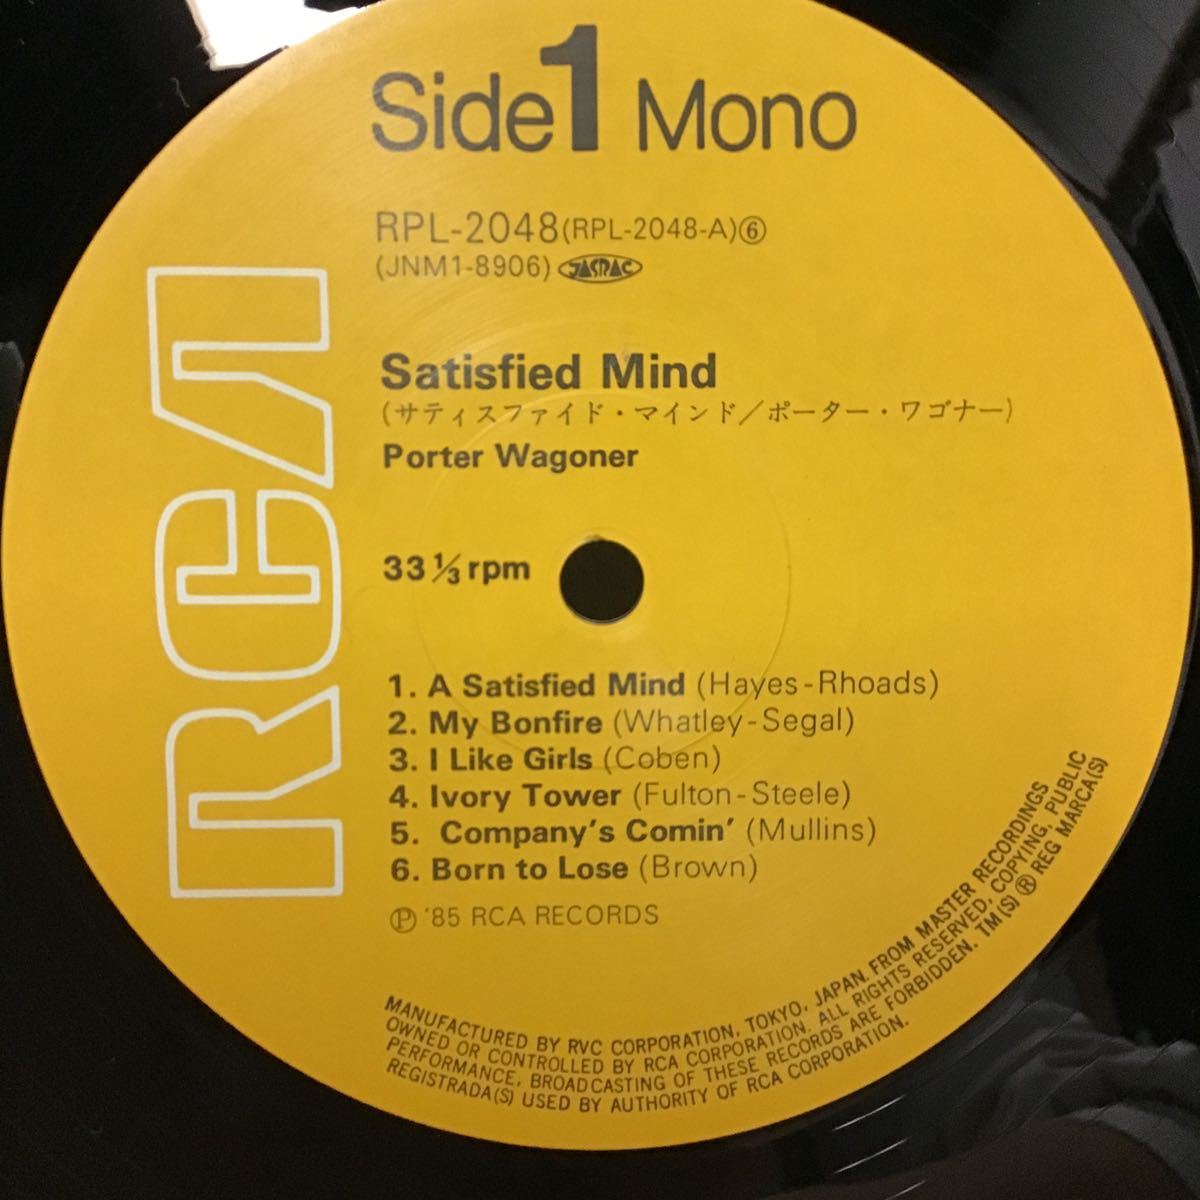 Side 1 Mono
RPL-2048(RPL-2048-A)⑥
(JNM1-8906) JASRAC
RCA
Satisfied Mind
(サティスファイド・マインド/ポーター・ワゴナー)
Porter Wagoner
33 ⅓ rpm
1. A Satisfied Mind (Hayes-Rhoads)
2. My Bonfire (Whatley-Segal)
3. I Like Girls (Coben)
4. Ivory Tower (Fulton-Steele)
5. Company's Comin' (Mullins)
6. Born to Lose (Brown)
Ⓟ '85 RCA RECORDS
MANUFACTURED BY RVC CORPORATION, TOKYO, JAPAN. FROM MASTER RECORDINGS
OWNED OR CONTROLLED BY RCA CORPORATION. ALL RIGHTS RESERVED, COPYING, PUBLIC
PERFORMANCE, BROADCASTING OF THESE RECORDS ARE FORBIDDEN. TM(S) ® REG MARCA(S)
REGISTRADA(S) USED BY AUTHORITY OF RCA CORPORATION.